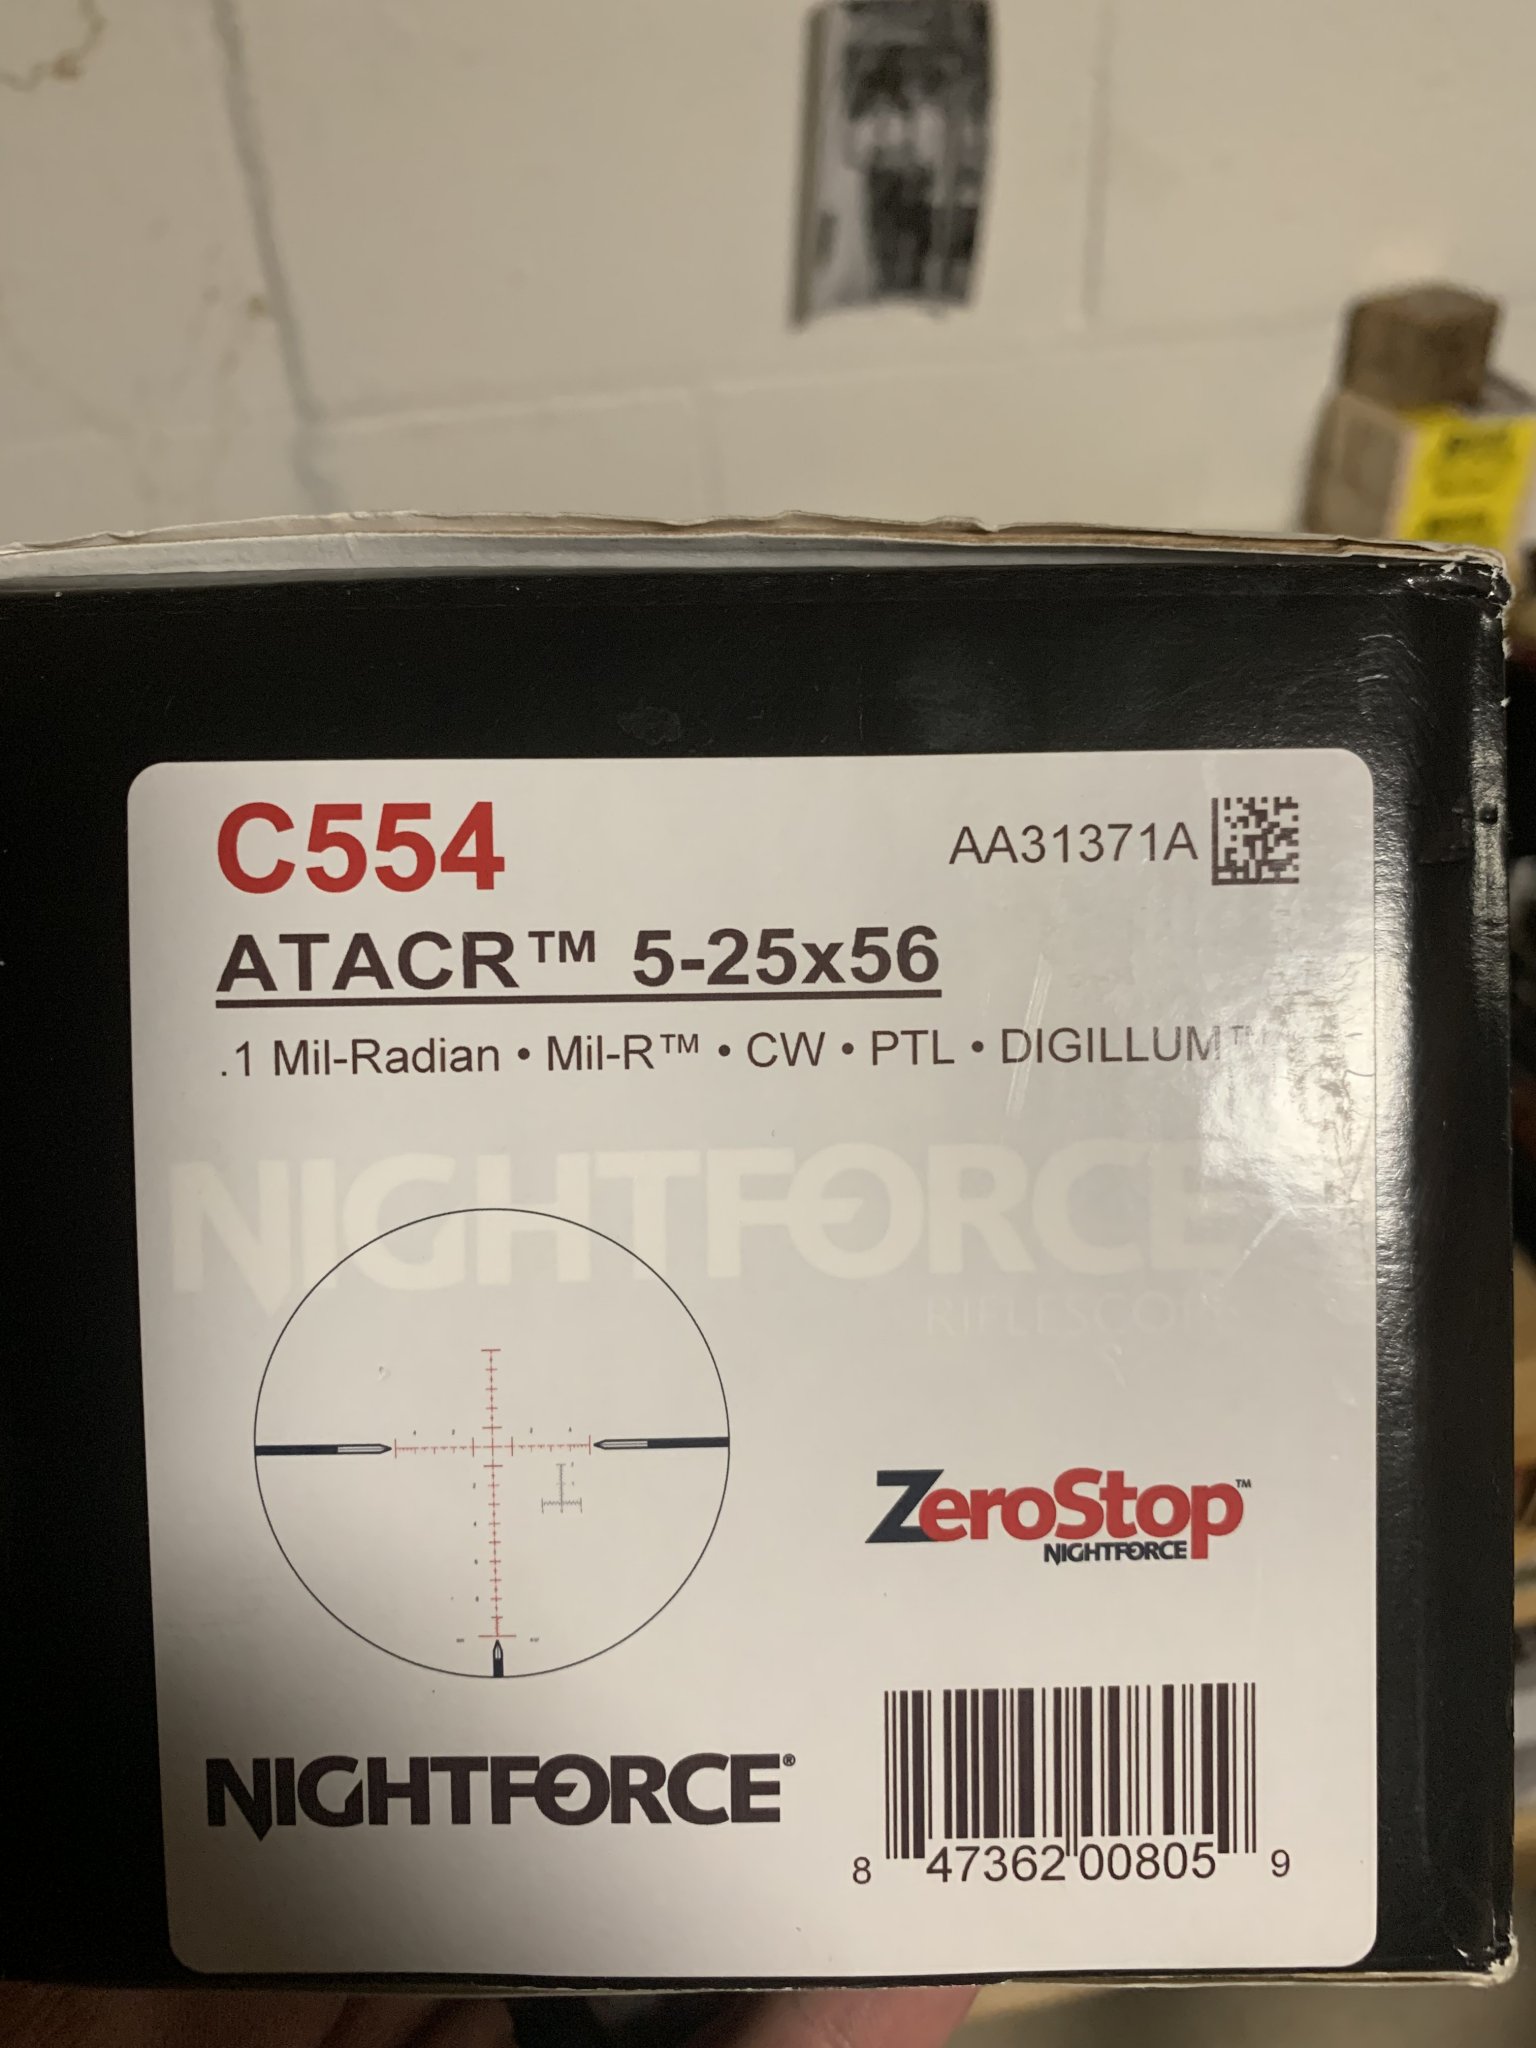 C554
AA31371A
ATACR™ 5-25x56
.1 Mil-Radian • Mil-R™ • CW • PTL • DIGILLUM™
NIGHTFORCE
RIFLESCOPES
ZeroStop™
NIGHTFORCE
NIGHTFORCE®
8 47362 00805 9